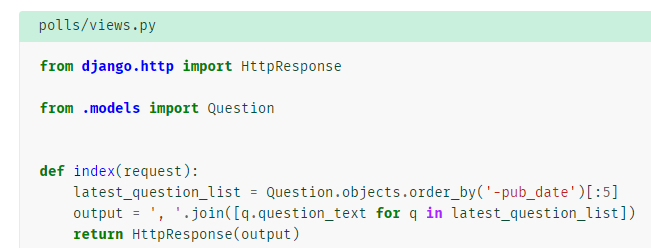 polls/views.py
from django.http import HttpResponse
from .models import Question
def index(request):
    latest_question_list = Question.objects.order_by('-pub_date')[:5]
    output = ', '.join([q.question_text for q in latest_question_list])
    return HttpResponse(output)